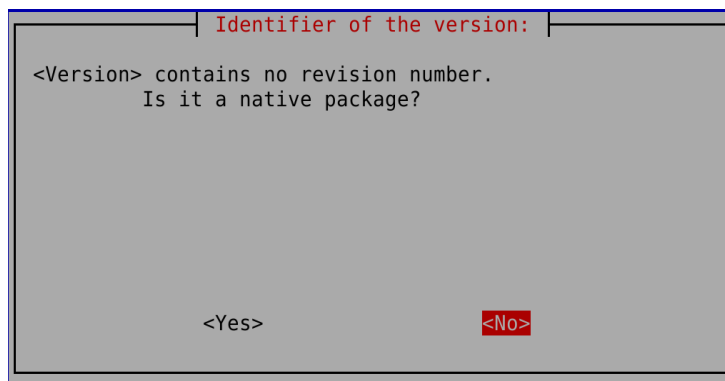 Identifier of the version:
<Version> contains no revision number.
Is it a native package?
<Yes> <No>